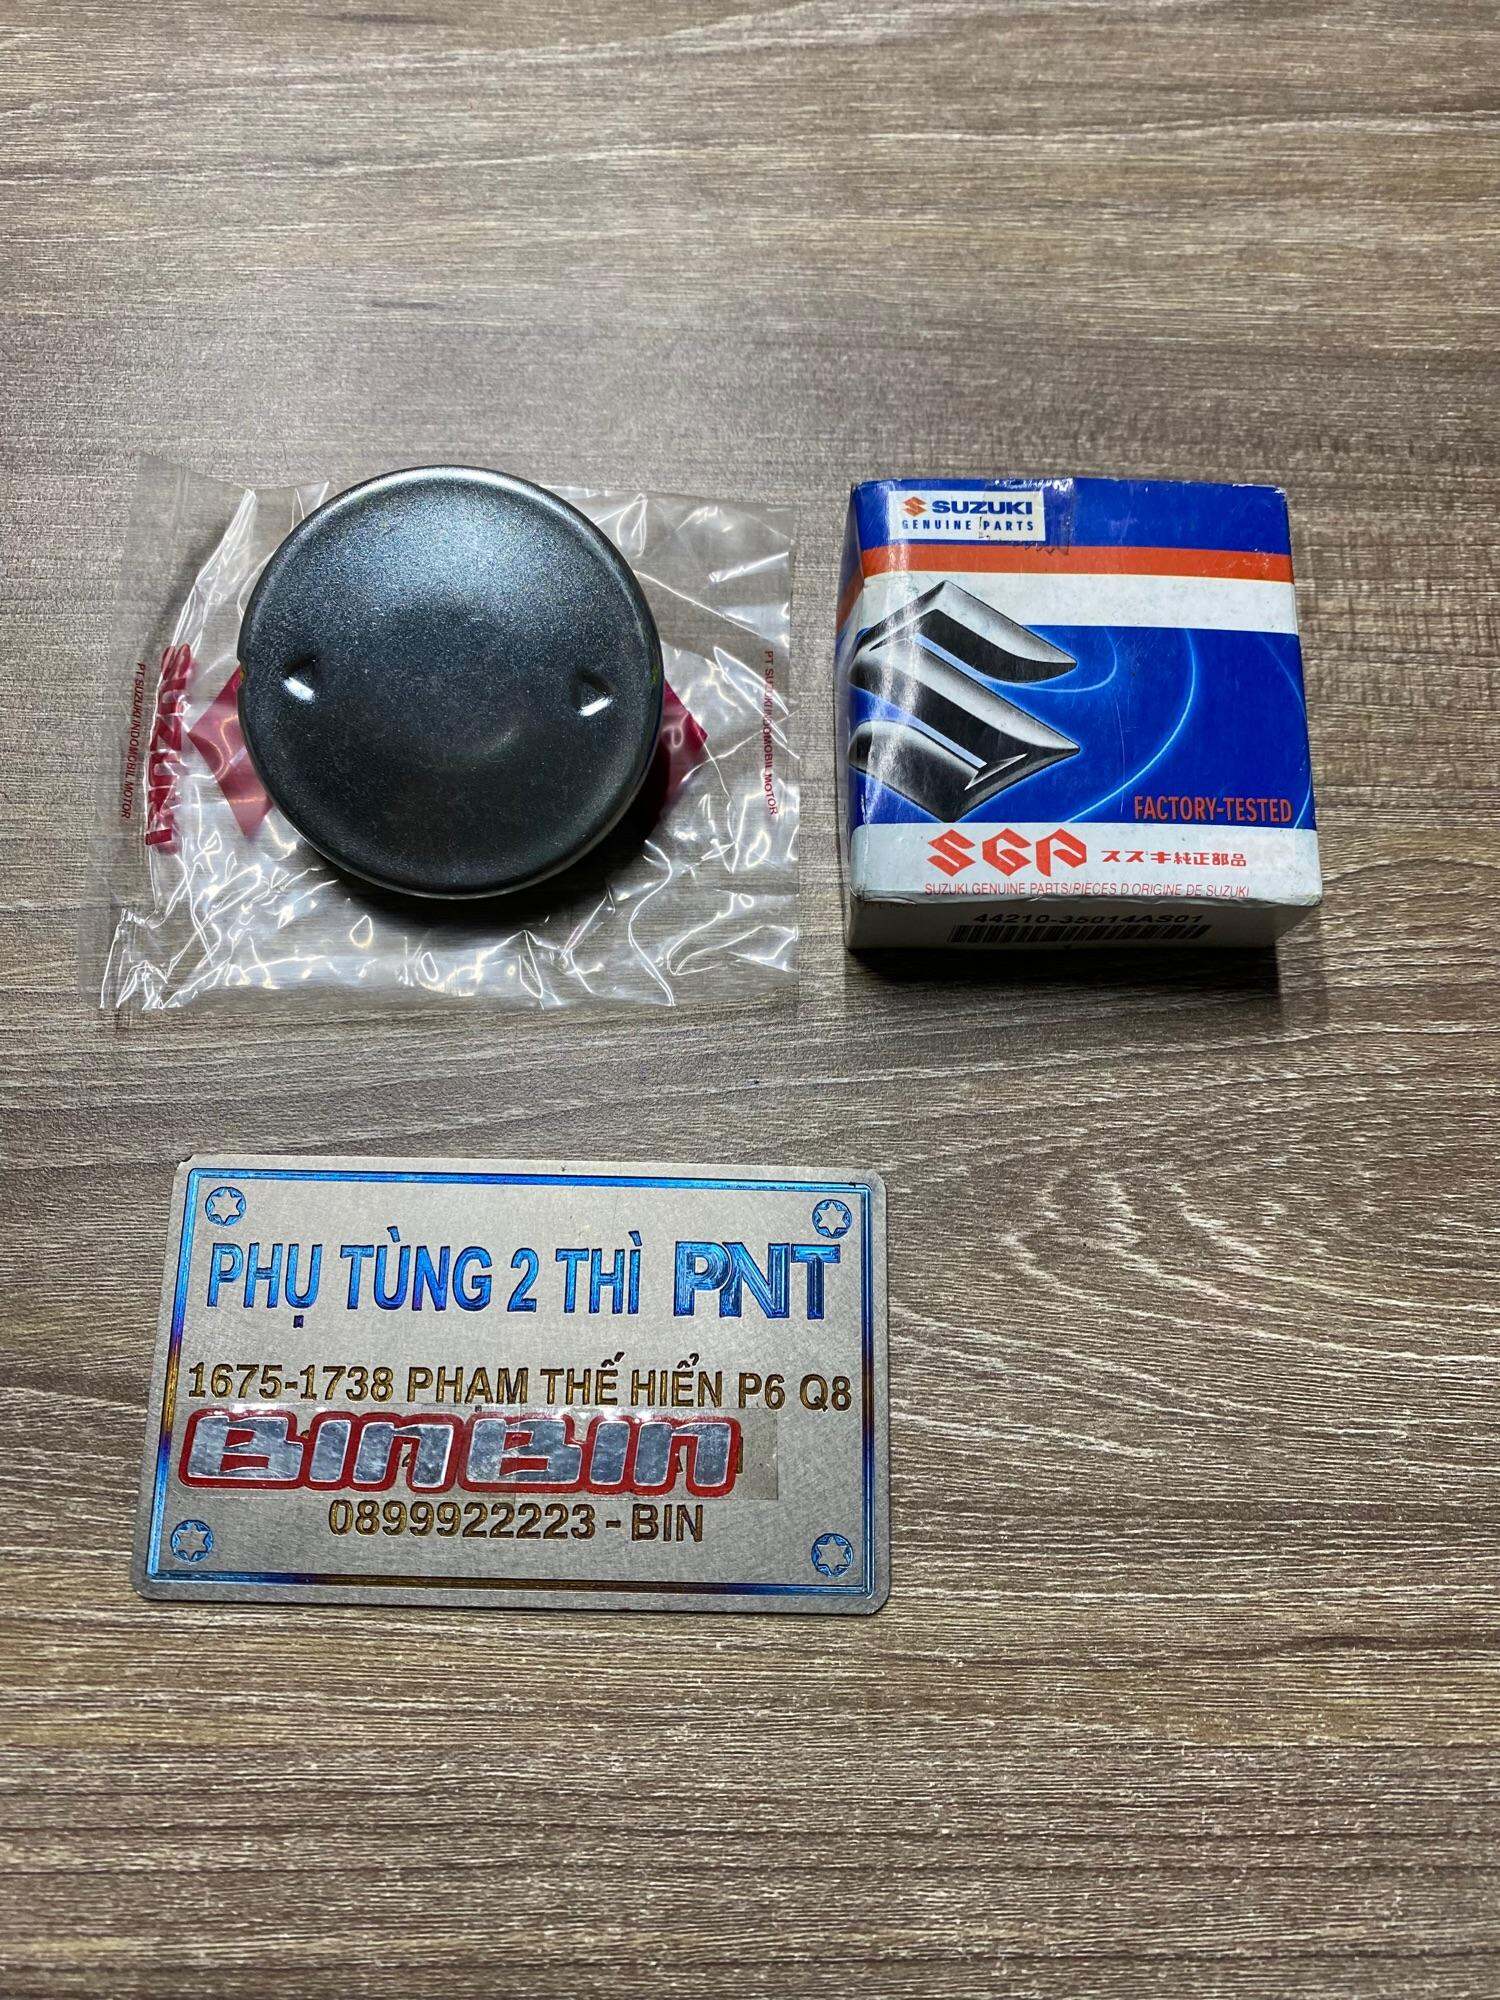 SUZUKI
PT SUZUKI INDOMOBIL MOTOR
PT SUZUKI INDOMOBIL MOTOR
SUZUKI
GENUINE PARTS
FACTORY-TESTED
SGP スズキ純正部品
SUZUKI GENUINE PARTS/PIECES D'ORIGINE DE SUZUKI
44210-35014AS01
PHỤ TÙNG 2 THÌ PNT
1675-1738 PHẠM THẾ HIỂN P6 Q8
BinBin
0899922223 - BIN